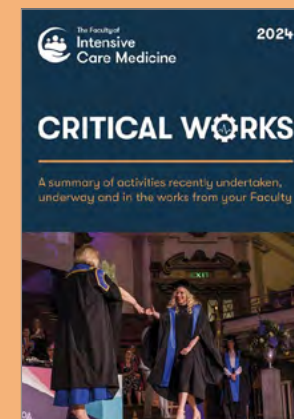 The Faculty of
Intensive
Care Medicine
2024
CRITICAL WORKS
A summary of activities recently undertaken,
underway and in the works from your Faculty
EXIT